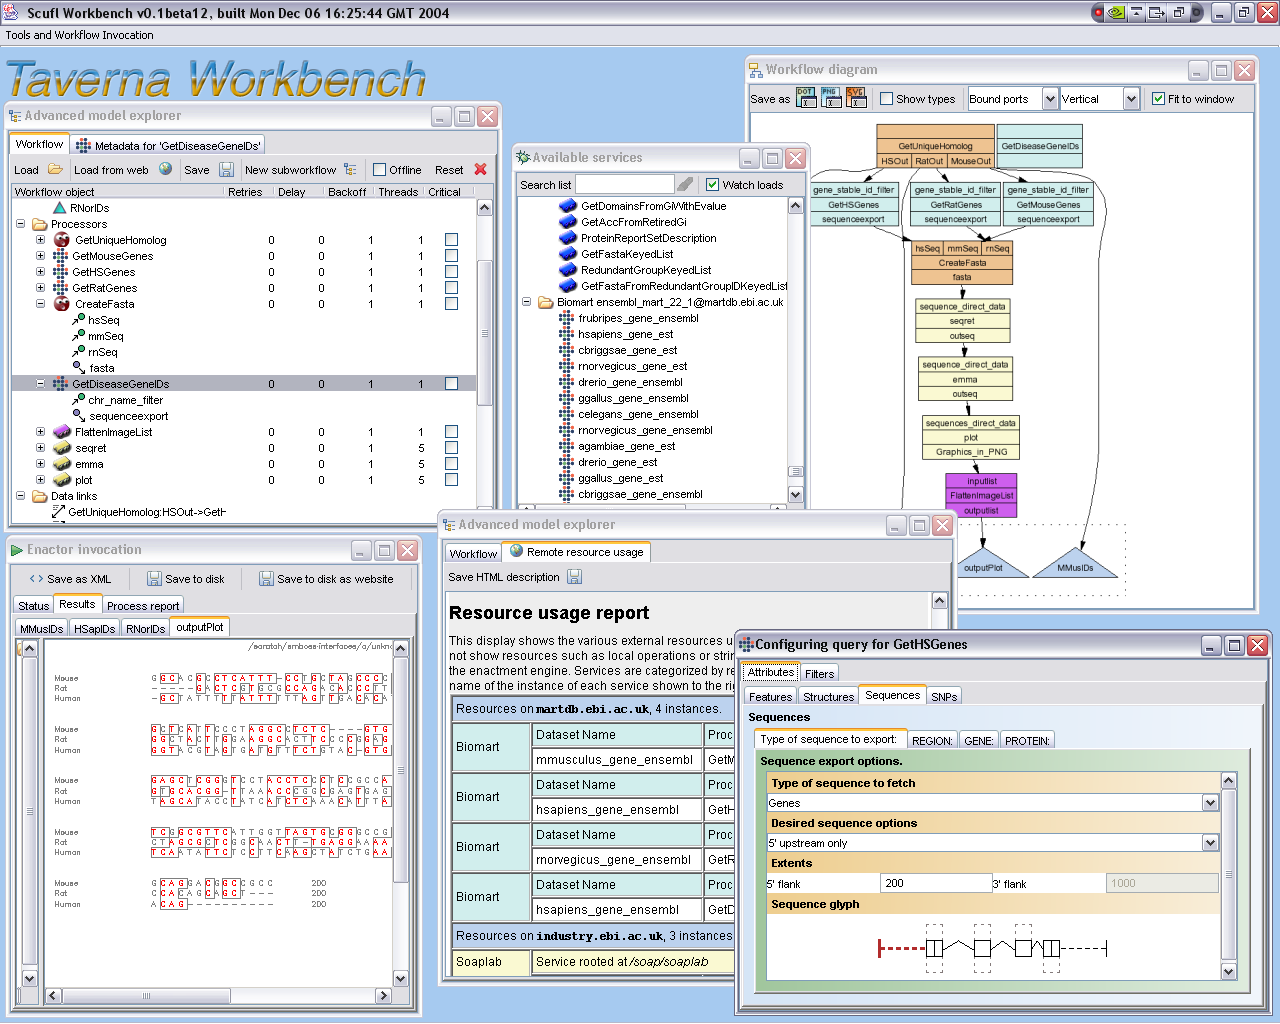 Scufl Workbench v0.1beta12, built Mon Dec 06 16:25:44 GMT 2004
Tools and Workflow Invocation
Taverna Workbench
Advanced model explorer
Workflow
Metadata for 'GetDiseaseGeneIDs'
Load
Load from web
Save
New subworkflow
Offline
Reset
Workflow object Retries Delay Backoff Threads Critical
RNorIDs
Processors
GetUniqueHomolog 0 0 1 1
GetMouseGenes 0 0 1 1
GetHSGenes 0 0 1 1
GetRatGenes 0 0 1 1
CreateFasta 0 0 1 1
hsSeq
mmSeq
rnSeq
fasta
GetDiseaseGeneIDs 0 0 1 1
chr_name_filter
sequenceexport
FlattenImageList 0 0 1 1
seqret 0 0 1 5
emma 0 0 1 5
plot 0 0 1 5
Data links
GetUniqueHomolog:HSOut->GetH
Available services
Search list
Watch loads
GetDomainsFromGiWithEvalue
GetAccFromRetiredGi
ProteinReportSetDescription
GetFastaKeyedList
RedundantGroupKeyedList
GetFastaFromRedundantGroupIDKeyedList
Biomart ensembl_mart_22_1@martdb.ebi.ac.uk
frubripes_gene_ensembl
hsapiens_gene_est
cbriggsae_gene_est
rnorvegicus_gene_est
drerio_gene_ensembl
ggallus_gene_ensembl
celegans_gene_ensembl
rnorvegicus_gene_ensembl
agambiae_gene_est
drerio_gene_est
ggallus_gene_est
cbriggsae_gene_ensembl
Workflow diagram
Save as
DOT
PNG
SVG
Show types
Bound ports
Vertical
Fit to window
GetUniqueHomolog
HSOut RatOut MouseOut
GetDiseaseGeneIDs
gene_stable_id_filter
GetHSGenes
sequenceexport
gene_stable_id_filter
GetRatGenes
sequenceexport
gene_stable_id_filter
GetMouseGenes
sequenceexport
hsSeq mmSeq rnSeq
CreateFasta
fasta
sequence_direct_data
seqret
outseq
sequence_direct_data
emma
outseq
sequences_direct_data
plot
Graphics_in_PNG
inputlist
FlattenImageList
outputlist
outputPlot
MMusIDs
Enactor invocation
Save as XML
Save to disk
Save to disk as website
Status
Results
Process report
MMusIDs
HSapIDs
RNorIDs
outputPlot
Mouse
Rat
Human
Mouse
Rat
Human
Mouse
Rat
Human
Mouse
Rat
Human
Mouse GCAGGACGGCCGCC 200
Rat CCACAGCAGCT--- 200
Human ACAG---------- 200
Advanced model explorer
Workflow
Remote resource usage
Save HTML description
Resource usage report
This display shows the various external resources u
not show resources such as local operations or strin
the enactment engine. Services are categorized by re
name of the instance of each service shown to the rig
Resources on martdb.ebi.ac.uk, 4 instances.
Biomart
Dataset Name Proc
mmusculus_gene_ensembl GetM
Biomart
Dataset Name Proc
hsapiens_gene_ensembl GetH
Biomart
Dataset Name Proc
rnorvegicus_gene_ensembl GetR
Biomart
Dataset Name Proc
hsapiens_gene_ensembl GetD
Resources on industry.ebi.ac.uk, 3 instances
Soaplab
Service rooted at /soap/soaplab
Configuring query for GetHSGenes
Attributes
Filters
Features
Structures
Sequences
SNPs
Sequences
Type of sequence to export:
REGION:
GENE:
PROTEIN:
Sequence export options.
Type of sequence to fetch
Genes
Desired sequence options
5' upstream only
Extents
5' flank 200 3' flank 1000
Sequence glyph